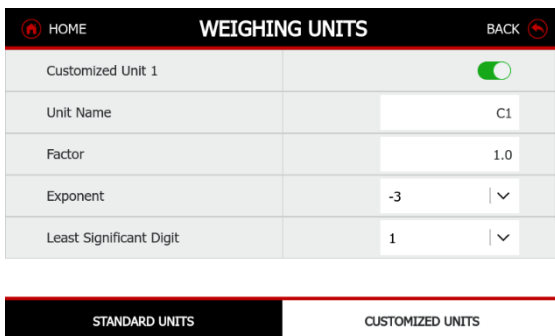 HOME WEIGHING UNITS BACK
Customized Unit 1
Unit Name C1
Factor 1.0
Exponent -3
Least Significant Digit 1
STANDARD UNITS CUSTOMIZED UNITS